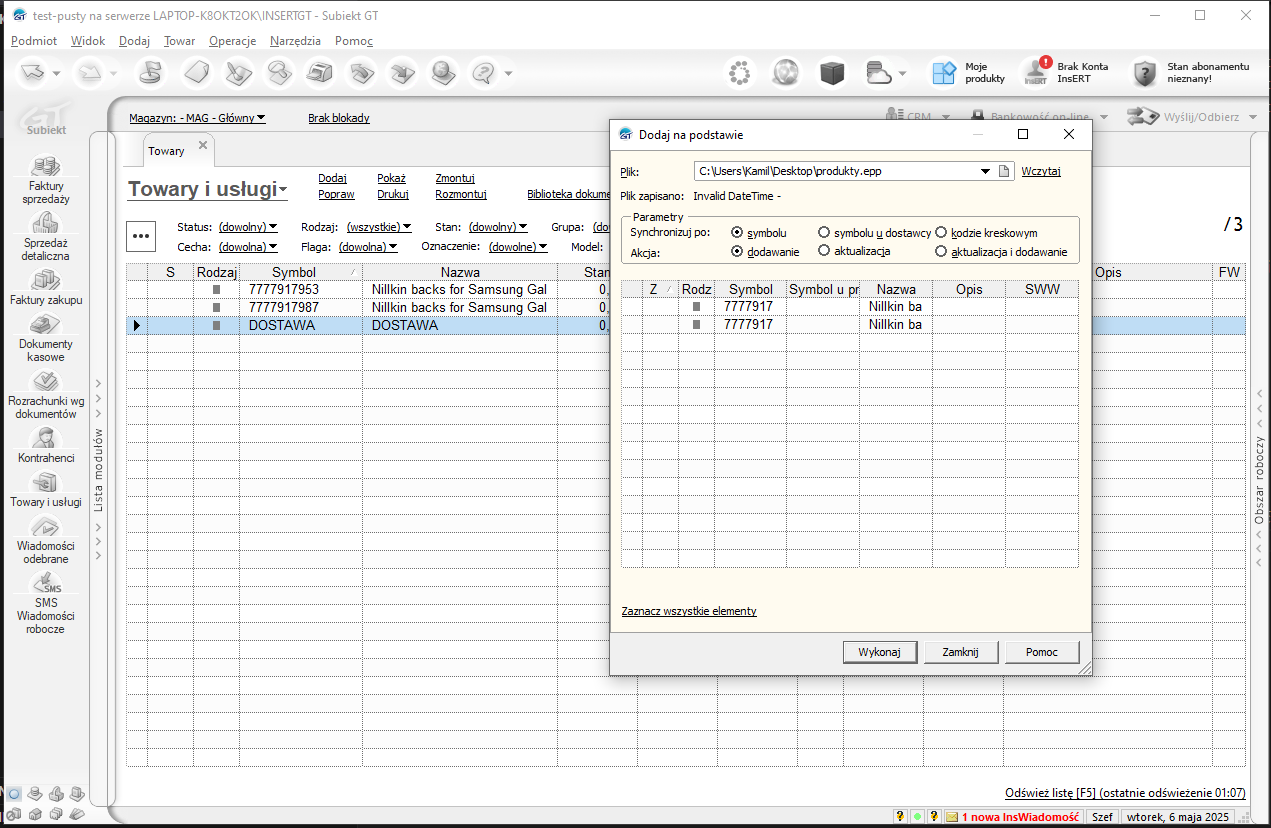 test-pusty na serwerze LAPTOP-K8OKT2OK\INSERTGT - Subiekt GT
Podmiot Widok Dodaj Towar Operacje Narzędzia Pomoc
Moje produkty
Brak Konta InsERT
Stan abonamentu nieznany!
Subiekt
Magazyn: - MAG - Główny
Brak blokady
CRM
Bankowość on-line
Wyślij/Odbierz
Towary
Towary i usługi
Dodaj Pokaż Zmontuj
Popraw Drukuj Rozmontuj
Biblioteka dokume
Status: (dowolny) Rodzaj: (wszystkie) Stan: (dowolny) Grupa: (do
Cecha: (dowolna) Flaga: (dowolna) Oznaczenie: (dowolne) Model:
/3
S Rodzaj Symbol Nazwa Stan Opis FW
7777917953 Nillkin backs for Samsung Gal 0,
7777917987 Nillkin backs for Samsung Gal 0,
DOSTAWA DOSTAWA 0,
Faktury sprzedaży
Sprzedaż detaliczna
Faktury zakupu
Dokumenty kasowe
Rozrachunki wg dokumentów
Kontrahenci
Towary i usługi
Wiadomości odebrane
SMS
SMS Wiadomości robocze
Lista modułów
Obszar roboczy
Dodaj na podstawie
Plik: C:\Users\Kamil\Desktop\produkty.epp Wczytaj
Plik zapisano: Invalid DateTime -
Parametry
Synchronizuj po: symbolu symbolu u dostawcy kodzie kreskowym
Akcja: dodawanie aktualizacja aktualizacja i dodawanie
Z Rodz Symbol Symbol u pr Nazwa Opis SWW
7777917 Nillkin ba
7777917 Nillkin ba
Zaznacz wszystkie elementy
Wykonaj Zamknij Pomoc
Odśwież listę [F5] (ostatnie odświeżenie 01:07)
1 nowa InsWiadomość Szef wtorek, 6 maja 2025